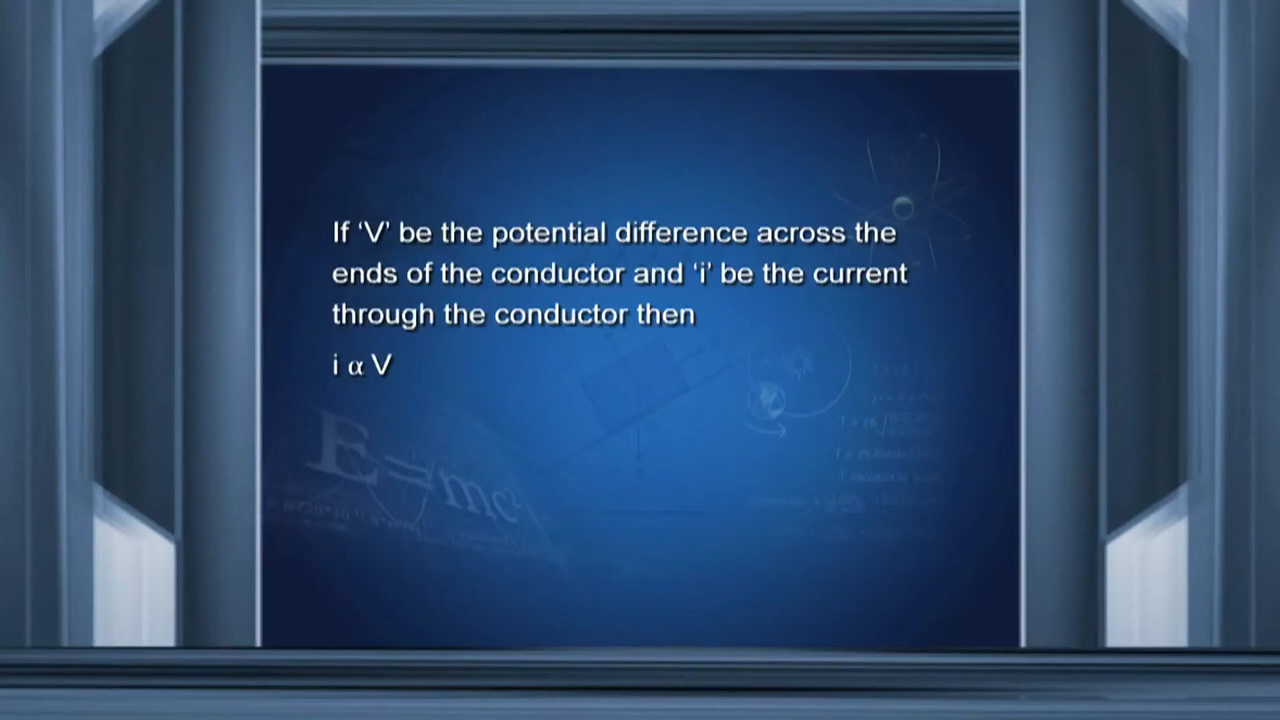 If ‘V’ be the potential difference across the
ends of the conductor and ‘i’ be the current
through the conductor then
i α V
E=mc²